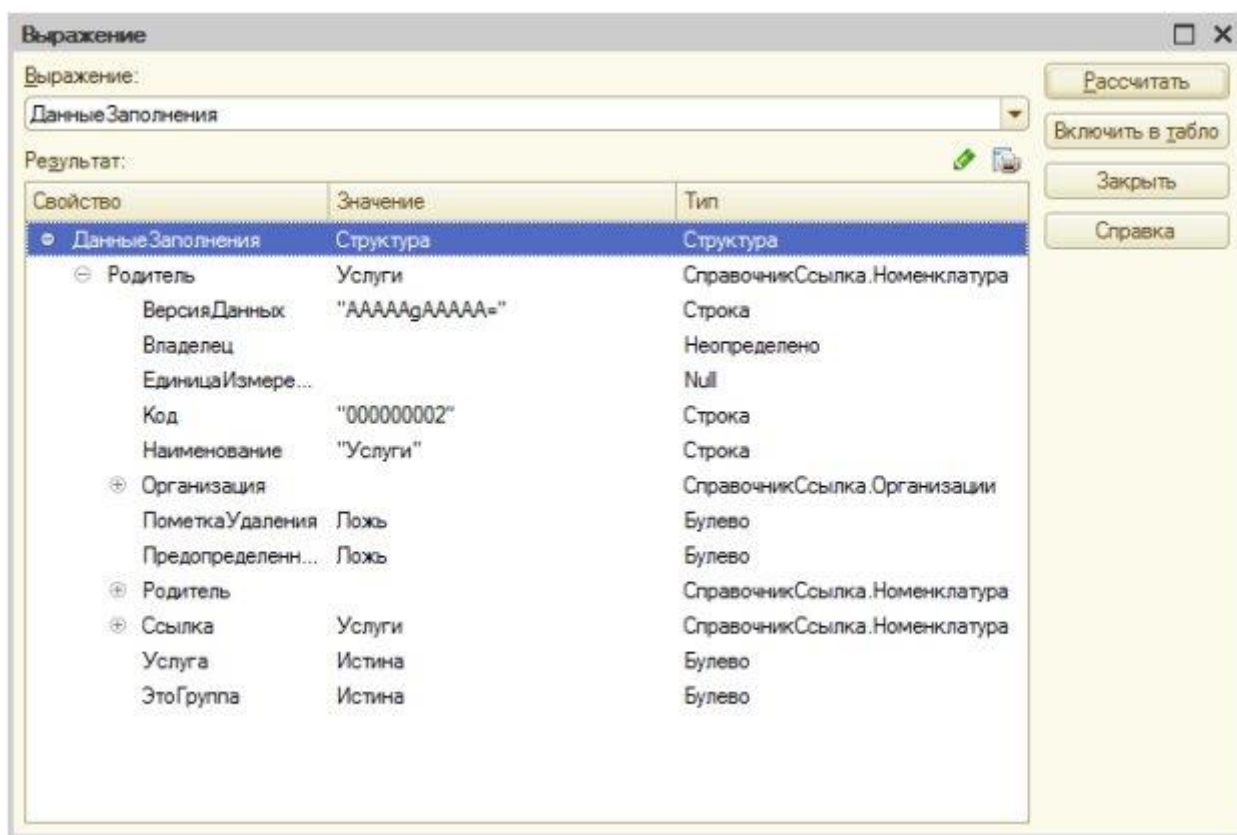 Выражение
Выражение:
Рассчитать
ДанныеЗаполнения
Включить в табло
Результат:
Закрыть
Свойство Значение Тип
Справка
ДанныеЗаполнения Структура Структура
Родитель Услуги СправочникСсылка.Номенклатура
ВерсияДанных "AAAAAgAAAAA=" Строка
Владелец Неопределено
ЕдиницаИзмере... Null
Код "000000002" Строка
Наименование "Услуги" Строка
Организация СправочникСсылка.Организации
ПометкаУдаления Ложь Булево
Предопределенн... Ложь Булево
Родитель СправочникСсылка.Номенклатура
Ссылка Услуги СправочникСсылка.Номенклатура
Услуга Истина Булево
ЭтоГруппа Истина Булево